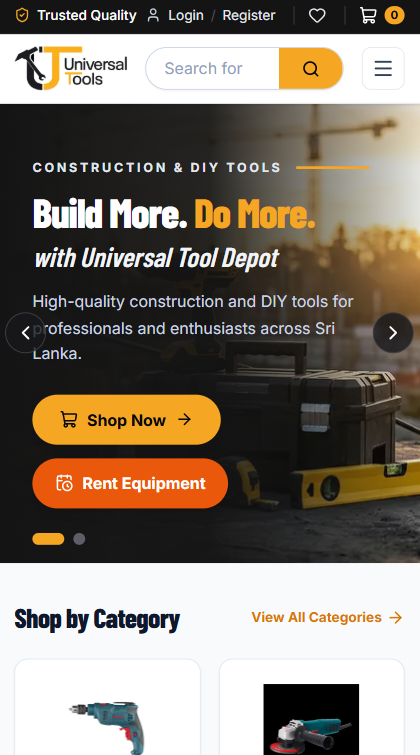 Trusted Quality Login / Register 0
Universal
Tools
Search for
CONSTRUCTION & DIY TOOLS
Build More. Do More.
with Universal Tool Depot
High-quality construction and DIY tools for
professionals and enthusiasts across Sri
Lanka.
Shop Now
Rent Equipment
Shop by Category
View All Categories